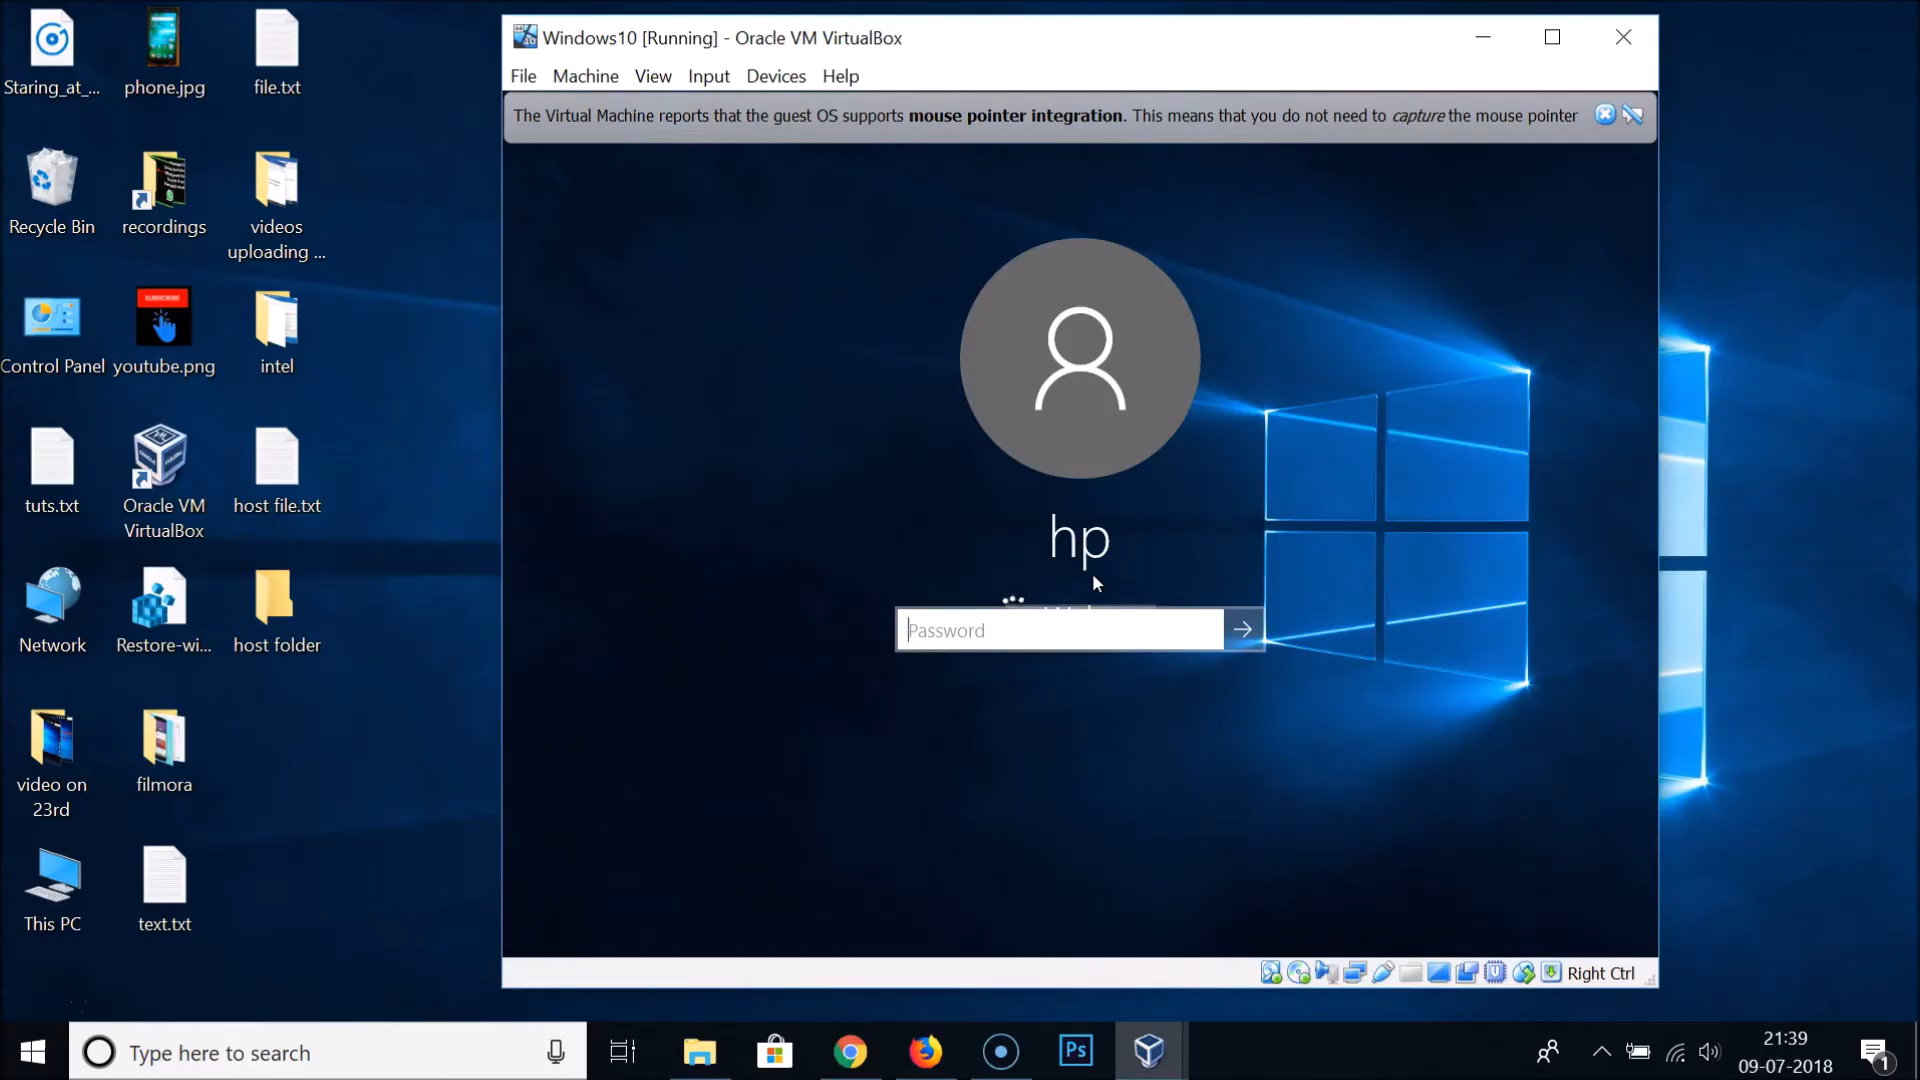 Staring_at_...
phone.jpg
file.txt
Recycle Bin
recordings
videos
uploading ...
Control Panel
SUBSCRIBE
youtube.png
intel
tuts.txt
Oracle VM
VirtualBox
host file.txt
Network
Restore-wi...
host folder
video on
23rd
filmora
This PC
text.txt
Windows10 [Running] - Oracle VM VirtualBox
File Machine View Input Devices Help
The Virtual Machine reports that the guest OS supports mouse pointer integration. This means that you do not need to capture the mouse pointer
hp
Password
Right Ctrl
Type here to search
Ps
21:39
09-07-2018
1